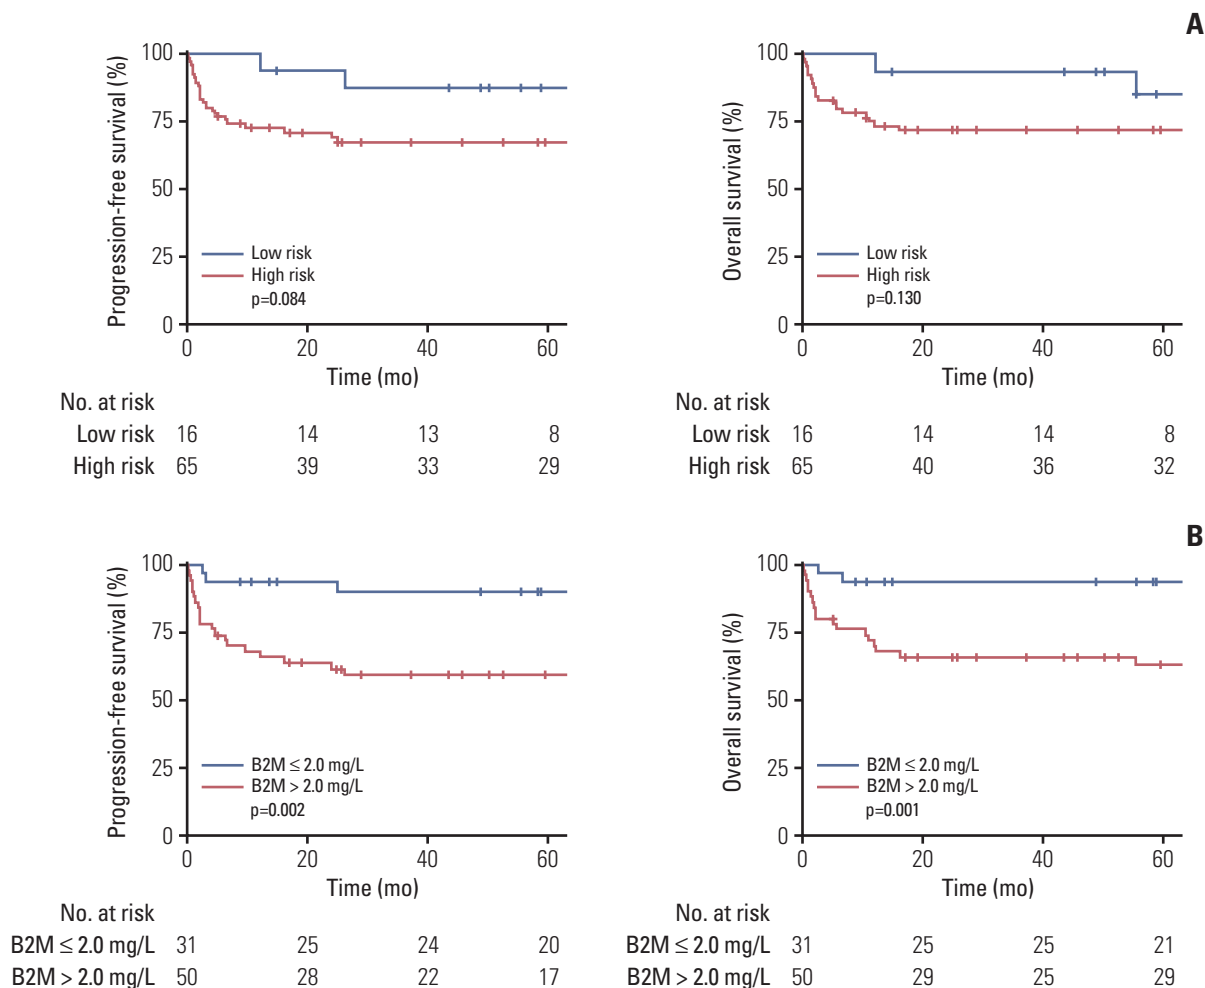 A
Progression-free survival (%)
100
75
50
25
0
Low risk
High risk
p=0.084
0 20 40 60
Time (mo)
No. at risk
Low risk 16 14 13 8
High risk 65 39 33 29
Overall survival (%)
100
75
50
25
0
Low risk
High risk
p=0.130
0 20 40 60
Time (mo)
No. at risk
Low risk 16 14 14 8
High risk 65 40 36 32
B
Progression-free survival (%)
100
75
50
25
0
B2M ≤ 2.0 mg/L
B2M > 2.0 mg/L
p=0.002
0 20 40 60
Time (mo)
No. at risk
B2M ≤ 2.0 mg/L 31 25 24 20
B2M > 2.0 mg/L 50 28 22 17
Overall survival (%)
100
75
50
25
0
B2M ≤ 2.0 mg/L
B2M > 2.0 mg/L
p=0.001
0 20 40 60
Time (mo)
No. at risk
B2M ≤ 2.0 mg/L 31 25 25 21
B2M > 2.0 mg/L 50 29 25 29